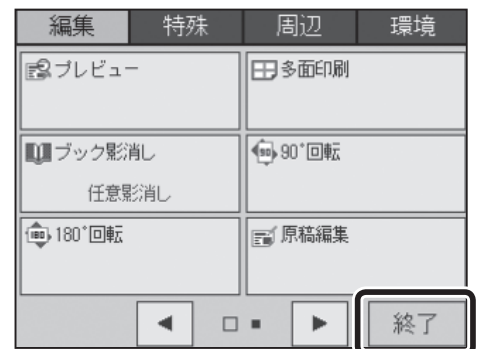 編集 特殊 周辺 環境
プレビュー 多面印刷
ブック影消し 90°回転
任意影消し
180°回転 原稿編集
終了